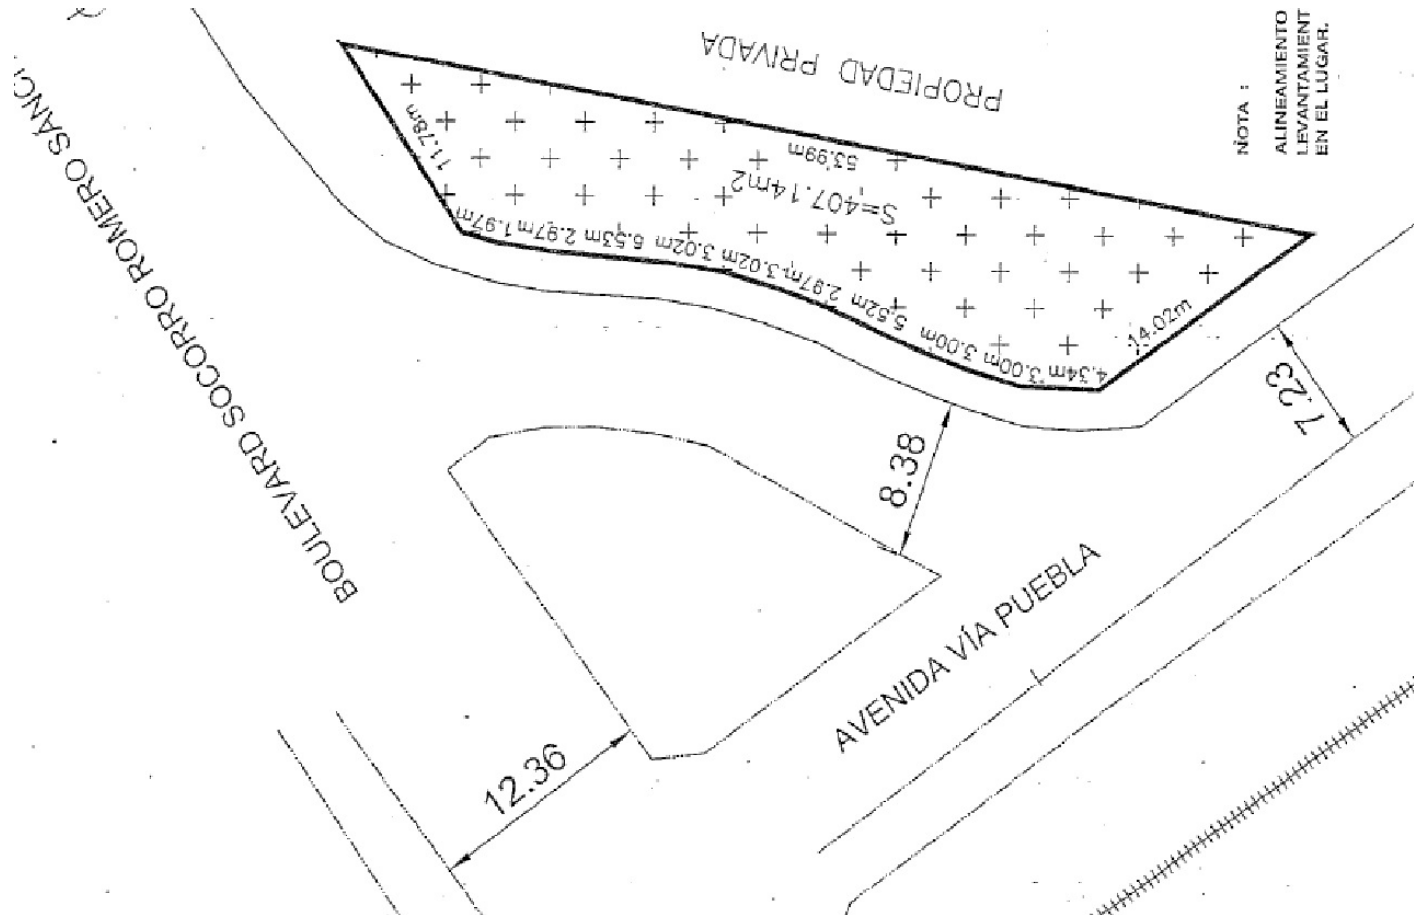 BOULEVARD SOCORRO ROMERO SÁNC
PROPIEDAD PRIVADA
NOTA :
ALINEAMIENTO
LEVANTAMIENT
EN EL LUGAR.
11.78m
53.99m
S=407.14m2
4.34m 3.00m 3.00m 5.52m 2.97m 3.02m 3.02m 6.53m 2.97m 1.97m
14.02m
7.23
8.38
12.36
AVENIDA VÍA PUEBLA